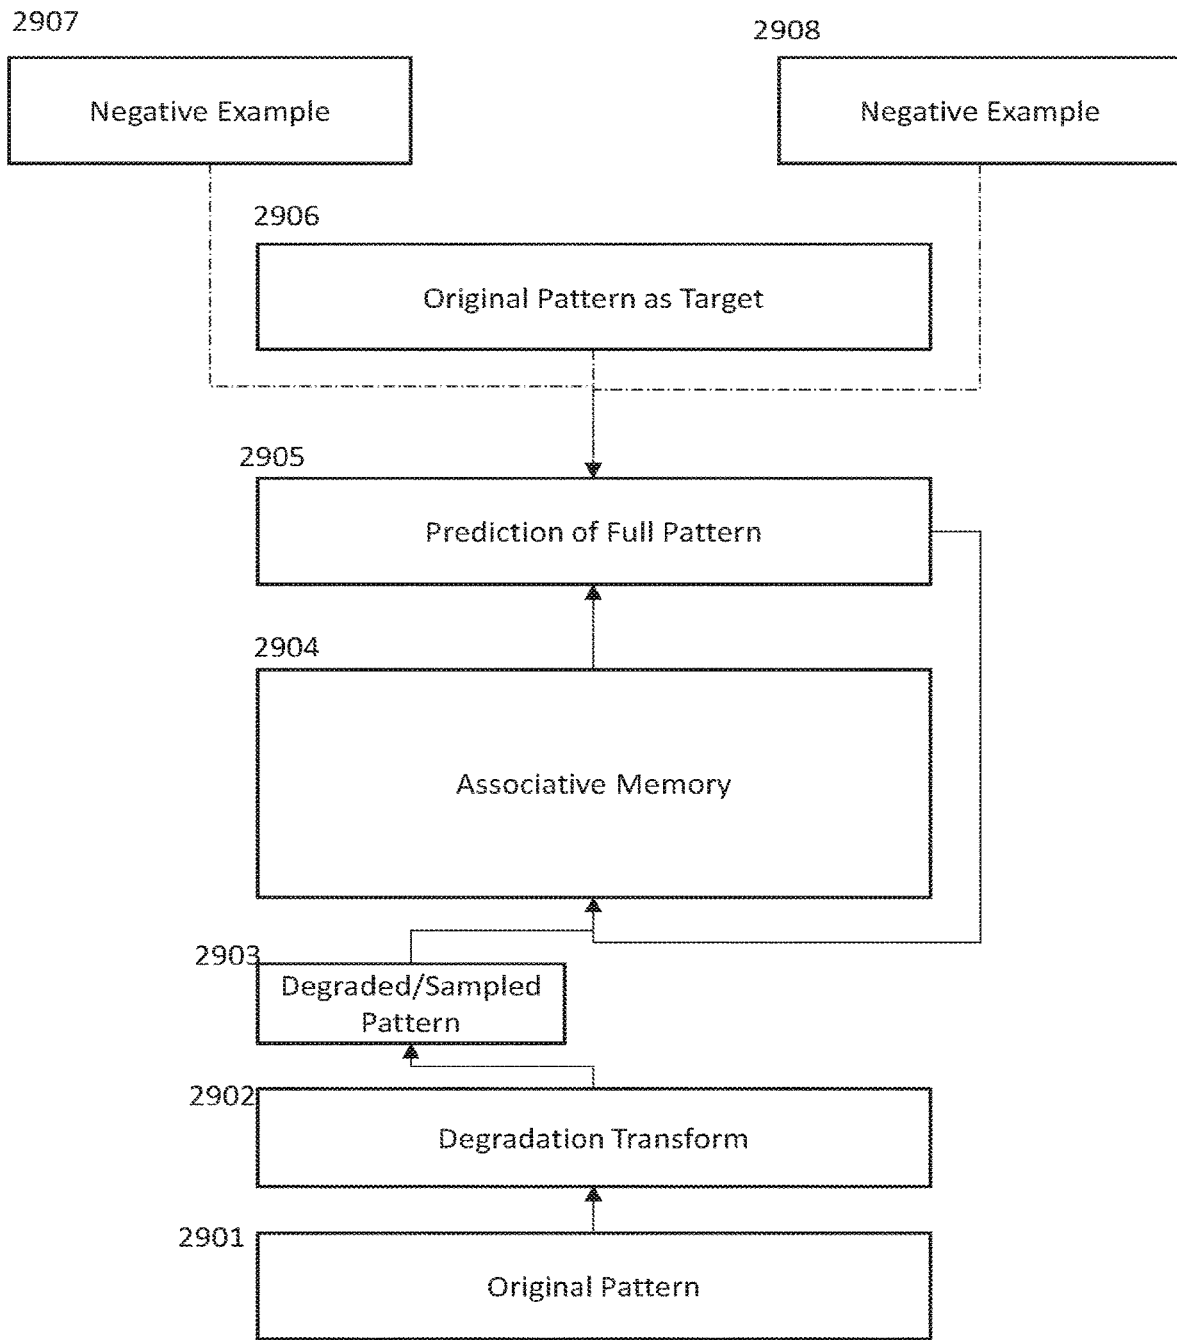 2907
2908
Negative Example
Negative Example
2906
Original Pattern as Target
2905
Prediction of Full Pattern
2904
Associative Memory
2903
Degraded/Sampled
Pattern
2902
Degradation Transform
2901
Original Pattern